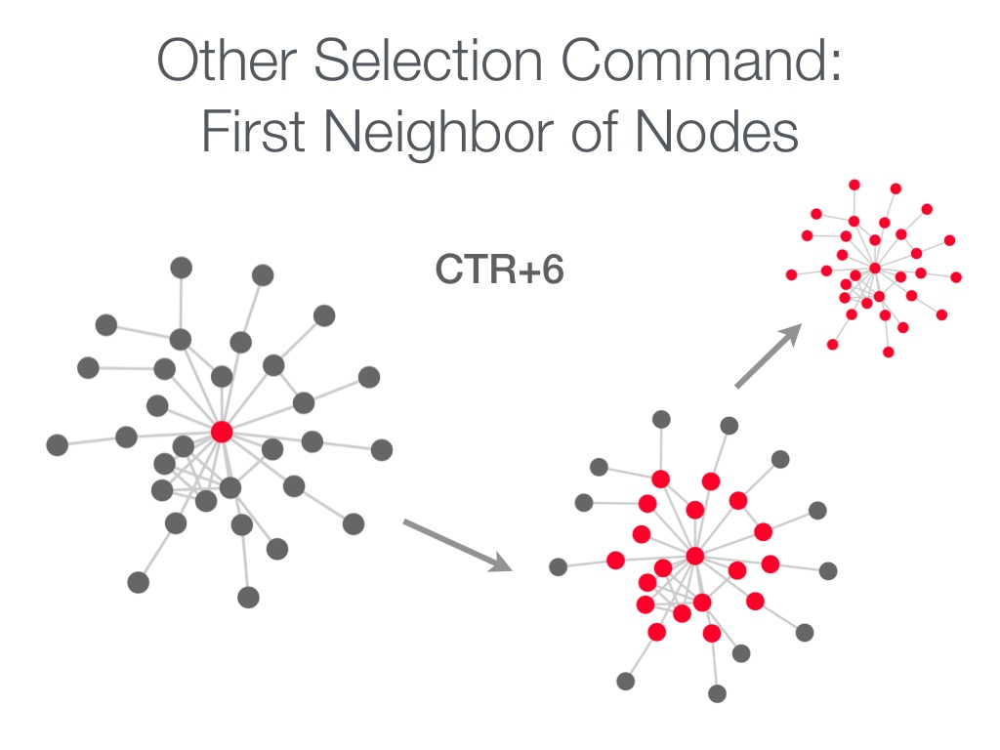 Other Selection Command:
First Neighbor of Nodes
CTR+6